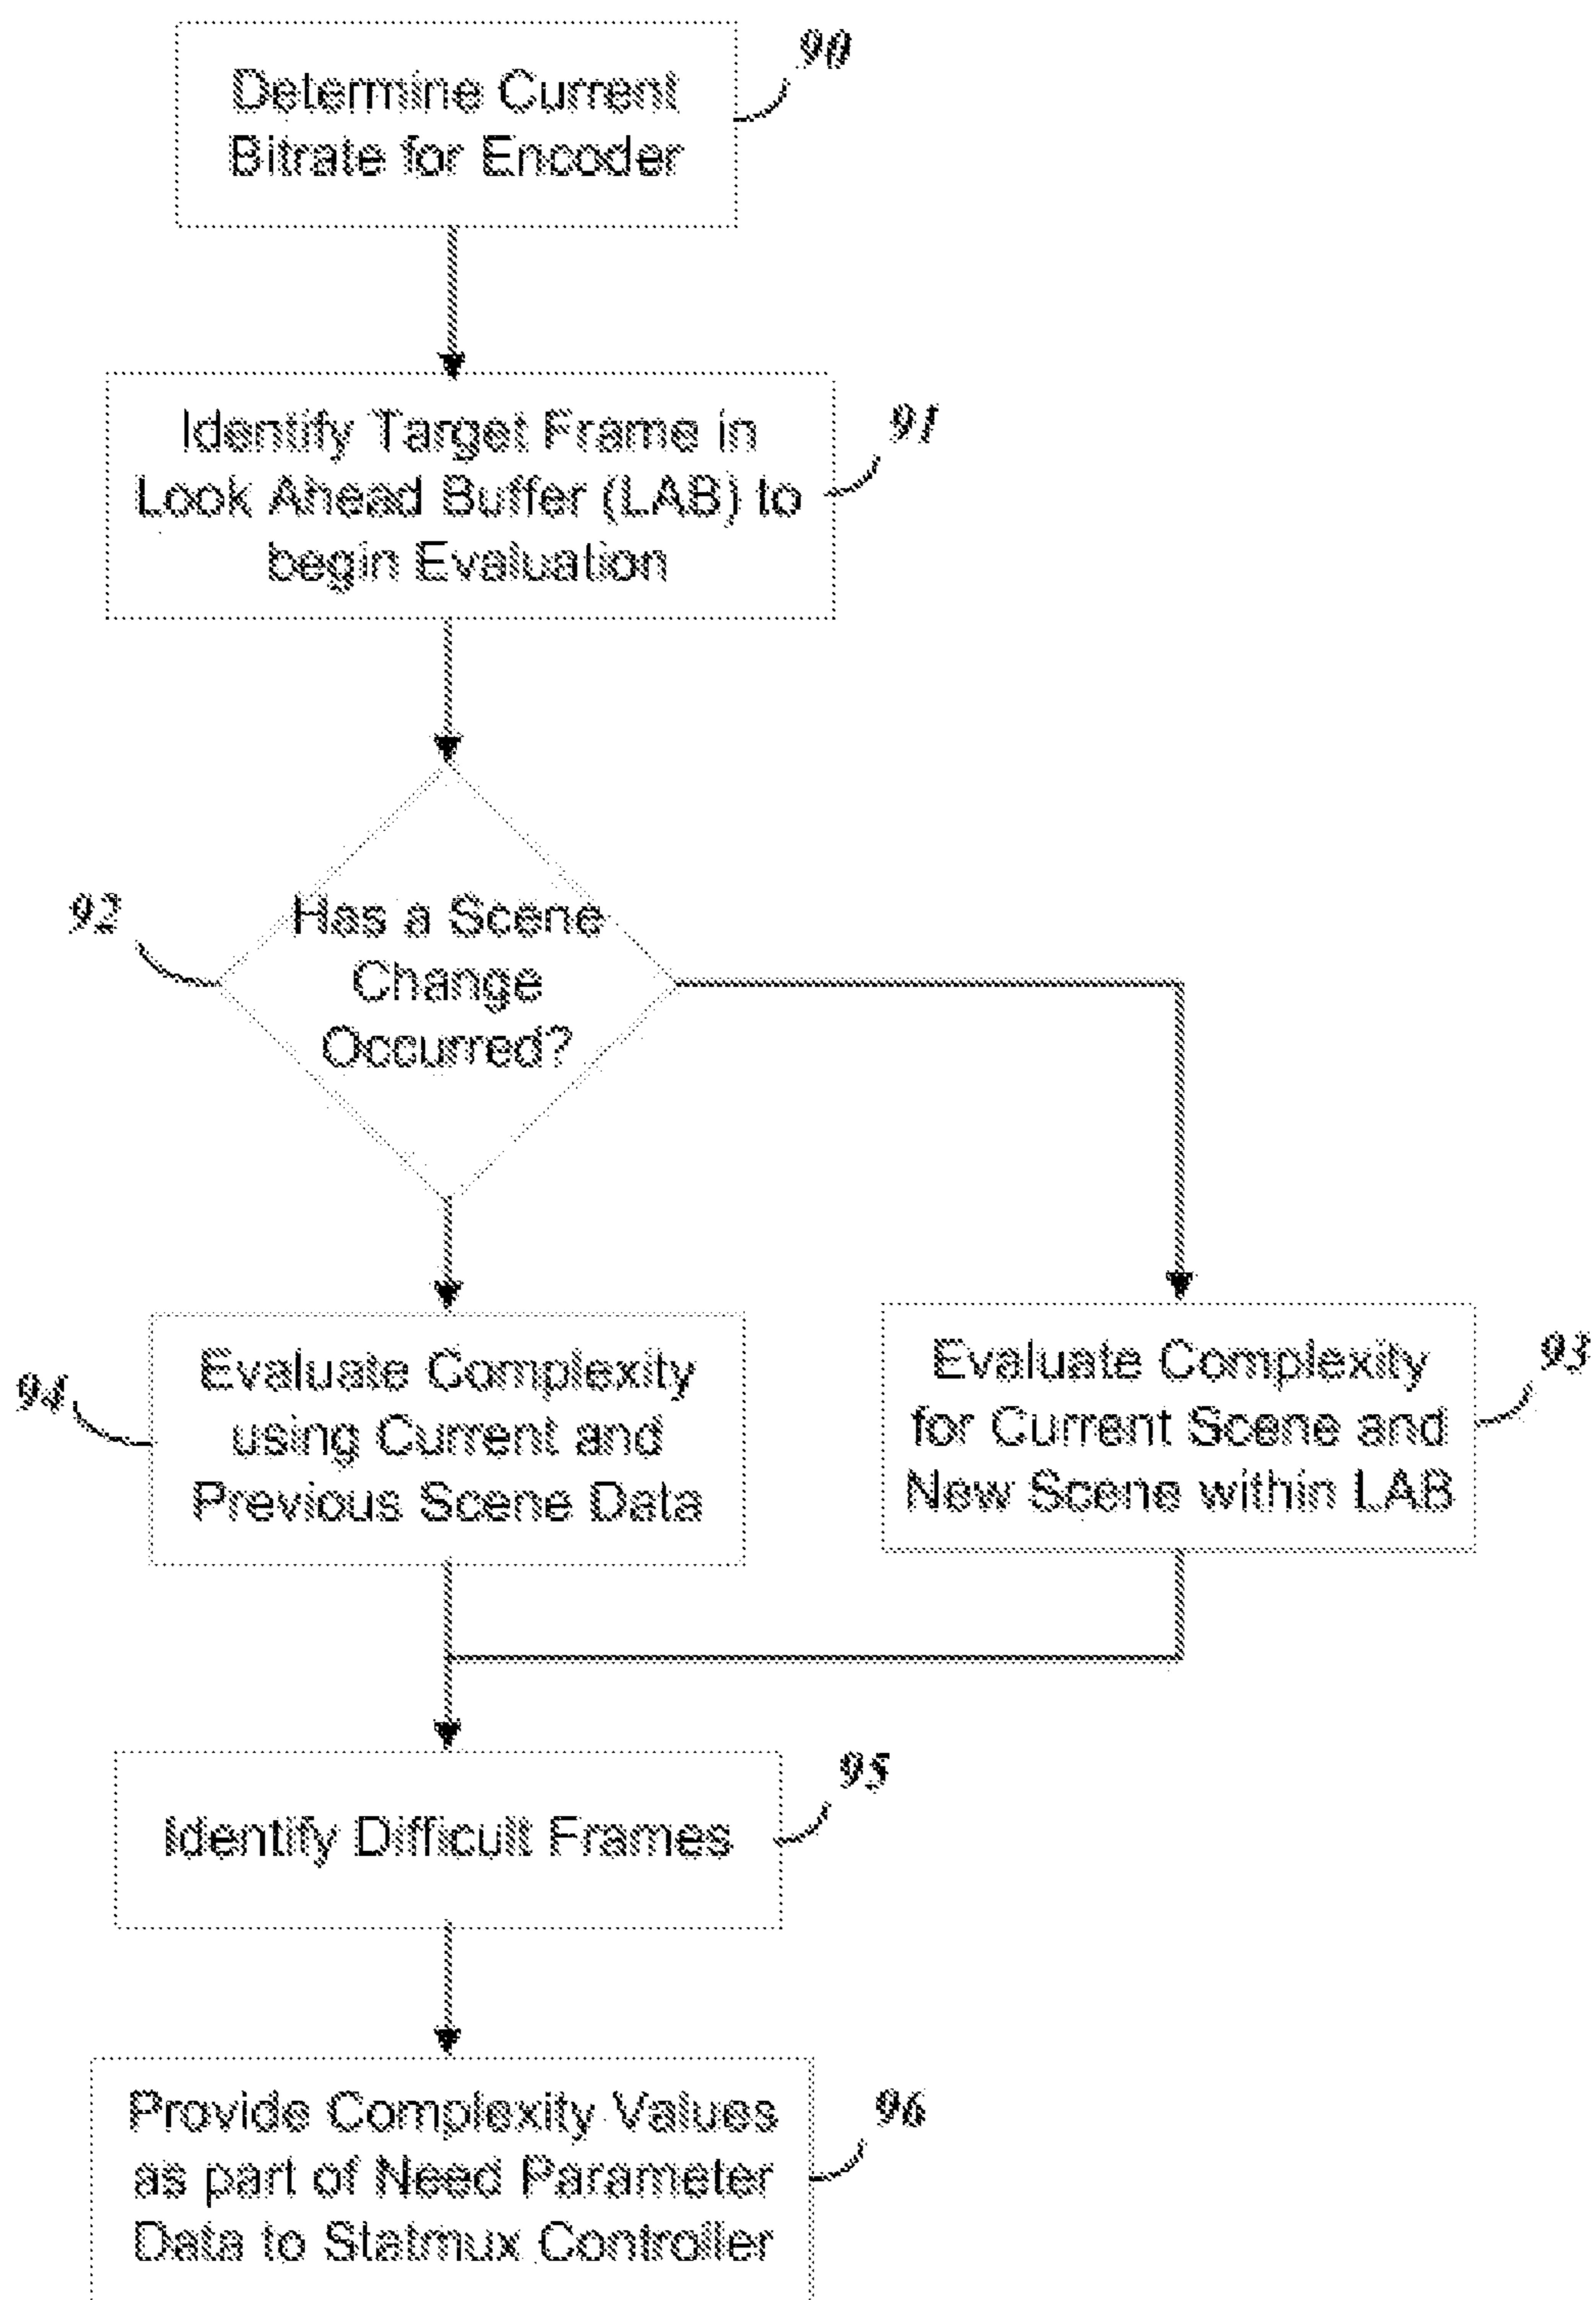 90
Determine Current
Bitrate for Encoder
91
Identify Target Frame in
Look Ahead Buffer (LAB) to
begin Evaluation
92
Has a Scene
Change
Occurred?
94
Evaluate Complexity
using Current and
Previous Scene Data
93
Evaluate Complexity
for Current Scene and
New Scene within LAB
95
Identify Difficult Frames
96
Provide Complexity Values
as part of Need Parameter
Data to Statmux Controller